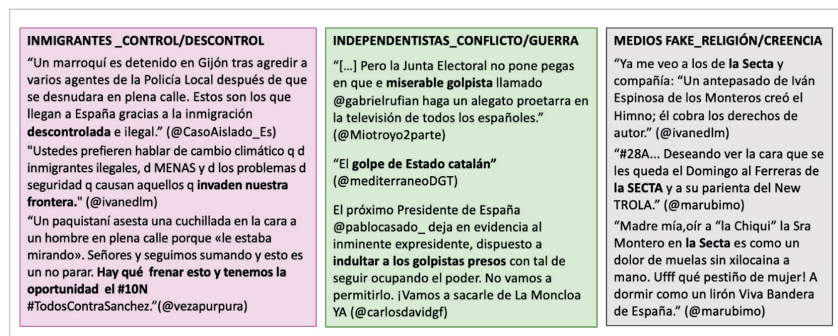 INMIGRANTES _CONTROL/DESCONTROL
“Un marroquí es detenido en Gijón tras agredir a
varios agentes de la Policía Local después de que
se desnudara en plena calle. Estos son los que
llegan a España gracias a la inmigración
descontrolada e ilegal.” (@CasoAislado_Es)
"Ustedes prefieren hablar de cambio climático q d
inmigrantes ilegales, d MENAS y d los problemas d
seguridad q causan aquellos q invaden nuestra
frontera." (@ivanedlm)
“Un paquistaní asesta una cuchillada en la cara a
un hombre en plena calle porque «le estaba
mirando». Señores y seguimos sumando y esto es
un no parar. Hay qué frenar esto y tenemos la
oportunidad el #10N
#TodosContraSanchez.”(@vezapurpura)
INDEPENDENTISTAS_CONFLICTO/GUERRA
“[…] Pero la Junta Electoral no pone pegas
en que e miserable golpista llamado
@gabrielrufian haga un alegato proetarra en
la televisión de todos los españoles.”
(@Miotroyo2parte)
“El golpe de Estado catalán”
(@mediterraneoDGT)
El próximo Presidente de España
@pablocasado_ deja en evidencia al
inminente expresidente, dispuesto a
indultar a los golpistas presos con tal de
seguir ocupando el poder. No vamos a
permitirlo. ¡Vamos a sacarle de La Moncloa
YA (@carlosdavidgf)
MEDIOS FAKE_RELIGIÓN/CREENCIA
“Ya me veo a los de la Secta y
compañía: “Un antepasado de Iván
Espinosa de los Monteros creó el
Himno; él cobra los derechos de
autor.” (@ivanedlm)
“#28A... Deseando ver la cara que se
les queda el Domingo al Ferreras de
la SECTA y a su parienta del New
TROLA.” (@marubimo)
“Madre mía,oír a “la Chiqui” la Sra
Montero en la Secta es como un
dolor de muelas sin xilocaina a
mano. Ufff qué pestiño de mujer! A
dormir como un lirón Viva Bandera
de España.” (@marubimo)